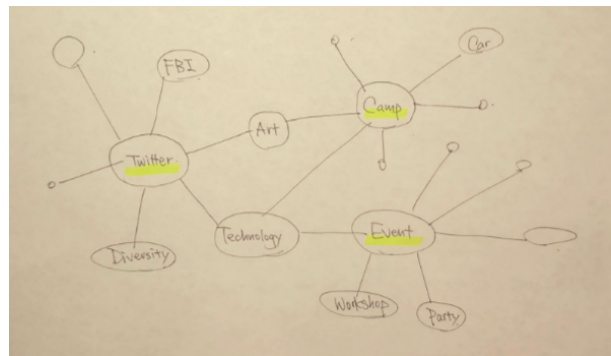 FBI
Car
Camp
Art
Twitter
Technology
Event
Diversity
Workshop
Party